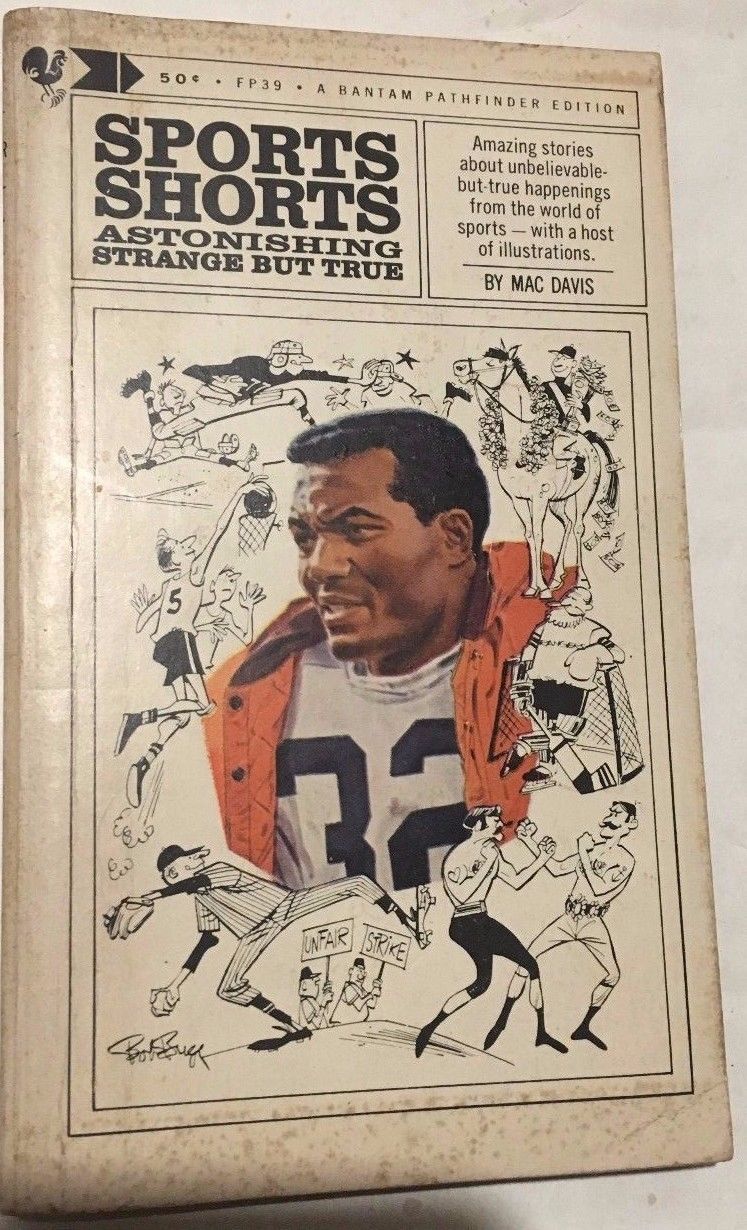 50¢ • FP39 • A BANTAM PATHFINDER EDITION
SPORTS
SHORTS
ASTONISHING
STRANGE BUT TRUE
Amazing stories
about unbelievable-
but-true happenings
from the world of
sports — with a host
of illustrations.
BY MAC DAVIS
5
32
UNFAIR
STRIKE